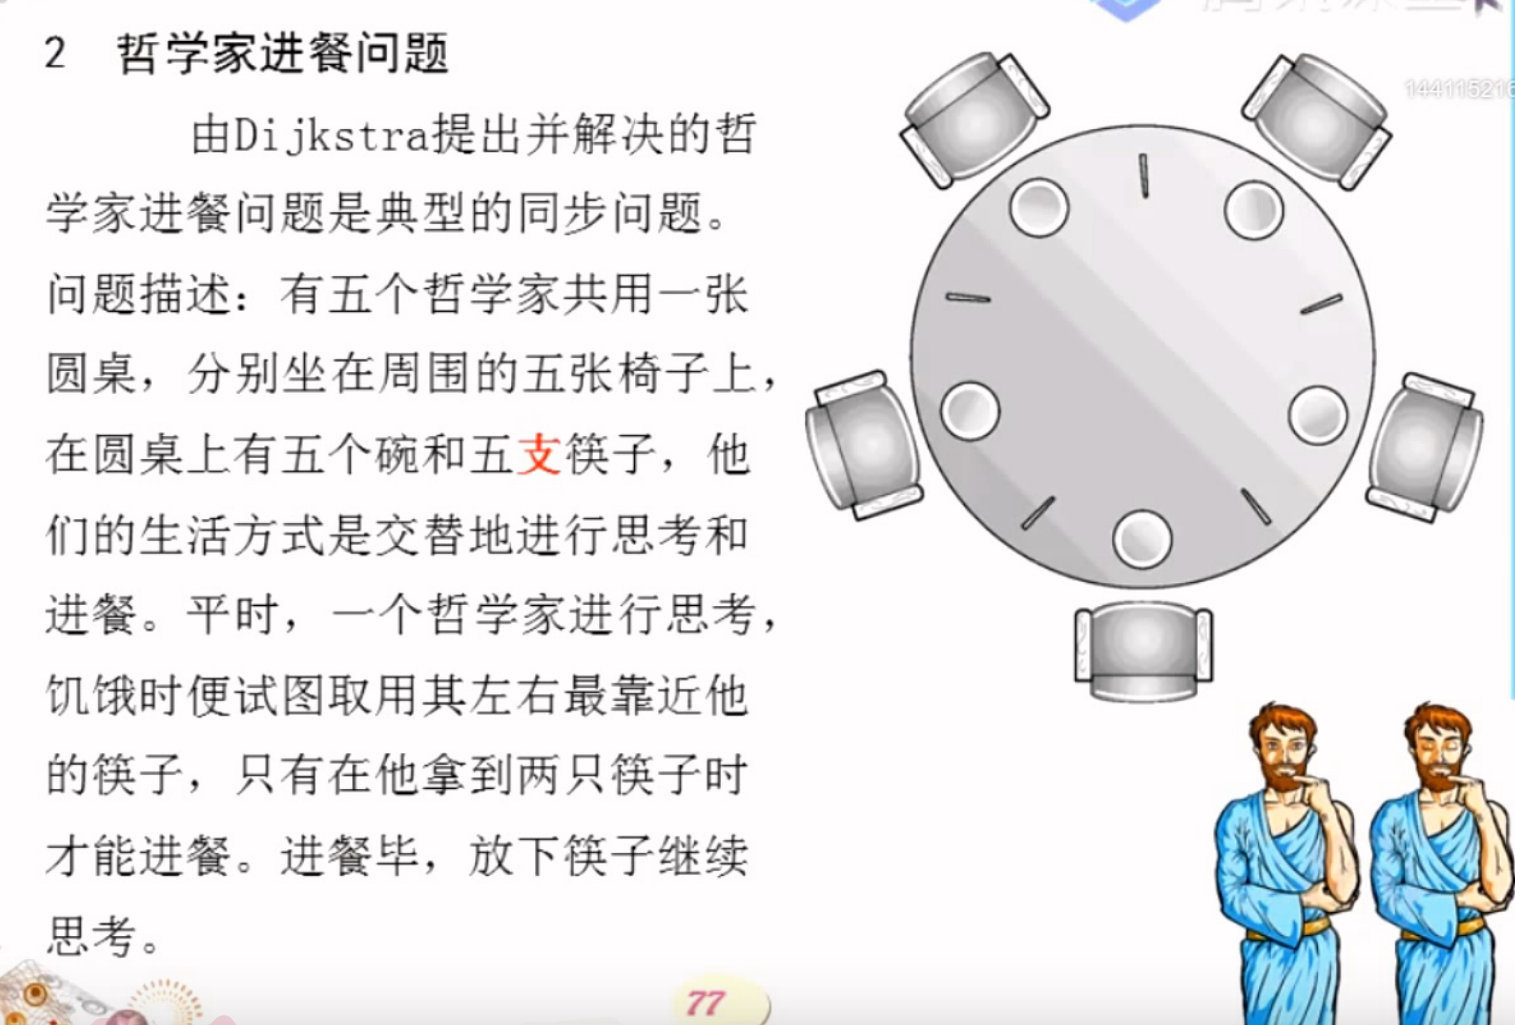 2 哲学家进餐问题
由Dijkstra提出并解决的哲
学家进餐问题是典型的同步问题。
问题描述：有五个哲学家共用一张
圆桌，分别坐在周围的五张椅子上，
在圆桌上有五个碗和五支筷子，他
们的生活方式是交替地进行思考和
进餐。平时，一个哲学家进行思考，
饥饿时便试图取用其左右最靠近他
的筷子，只有在他拿到两只筷子时
才能进餐。进餐毕，放下筷子继续
思考。
144115216
77